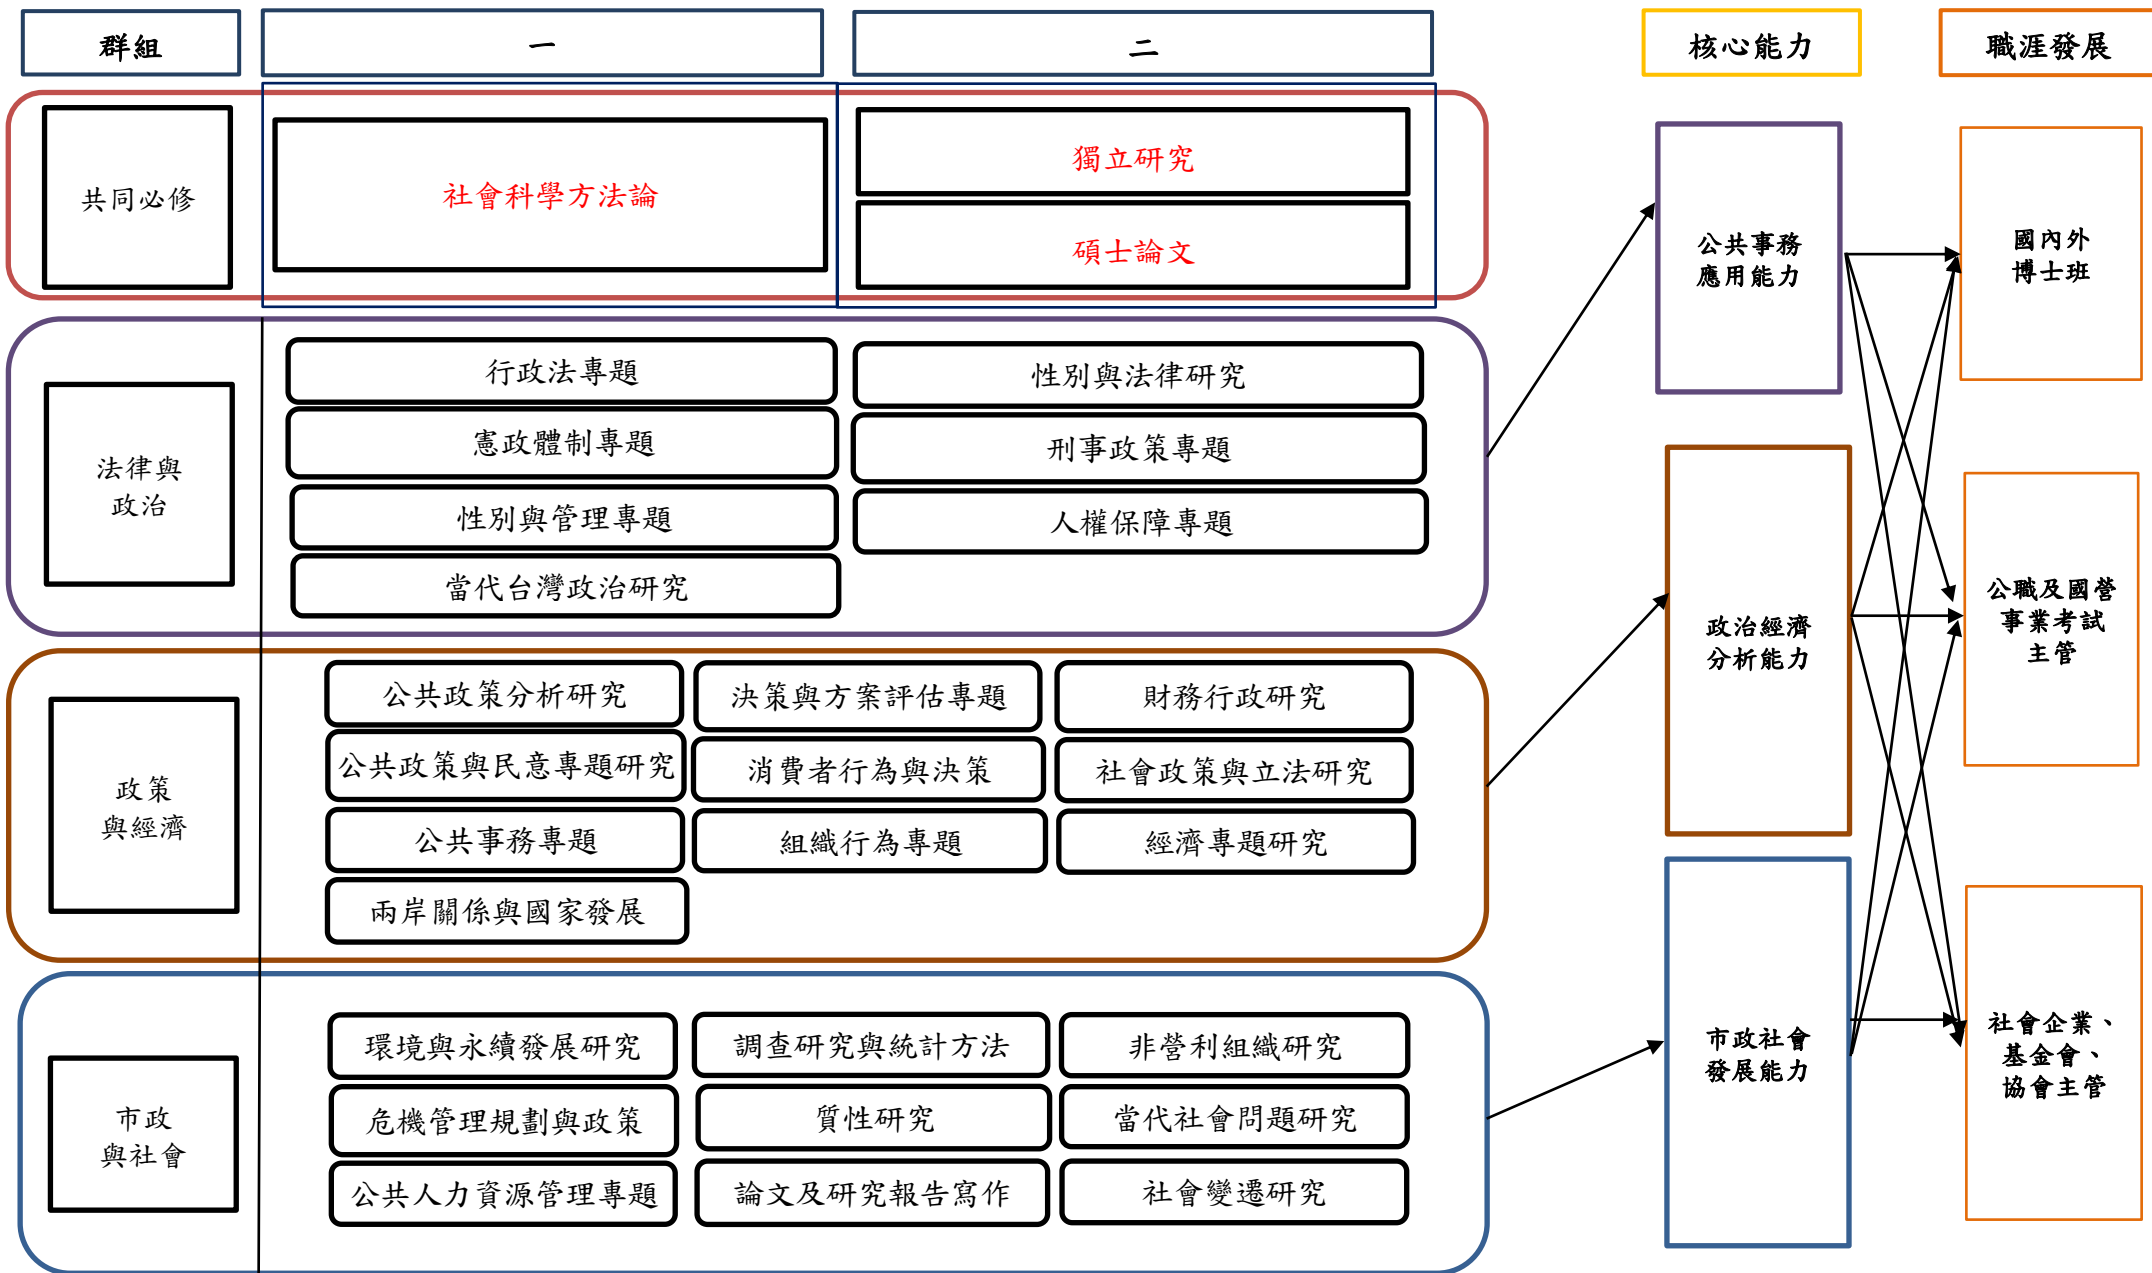 群組
一
二
核心能力
職涯發展
共同必修
社會科學方法論
獨立研究
碩士論文
法律與
政治
行政法專題
性別與法律研究
憲政體制專題
刑事政策專題
性別與管理專題
人權保障專題
當代台灣政治研究
政策
與經濟
公共政策分析研究
決策與方案評估專題
財務行政研究
公共政策與民意專題研究
消費者行為與決策
社會政策與立法研究
公共事務專題
組織行為專題
經濟專題研究
兩岸關係與國家發展
市政
與社會
環境與永續發展研究
調查研究與統計方法
非營利組織研究
危機管理規劃與政策
質性研究
當代社會問題研究
公共人力資源管理專題
論文及研究報告寫作
社會變遷研究
公共事務
應用能力
政治經濟
分析能力
市政社會
發展能力
國內外
博士班
公職及國營
事業考試
主管
社會企業、
基金會、
協會主管